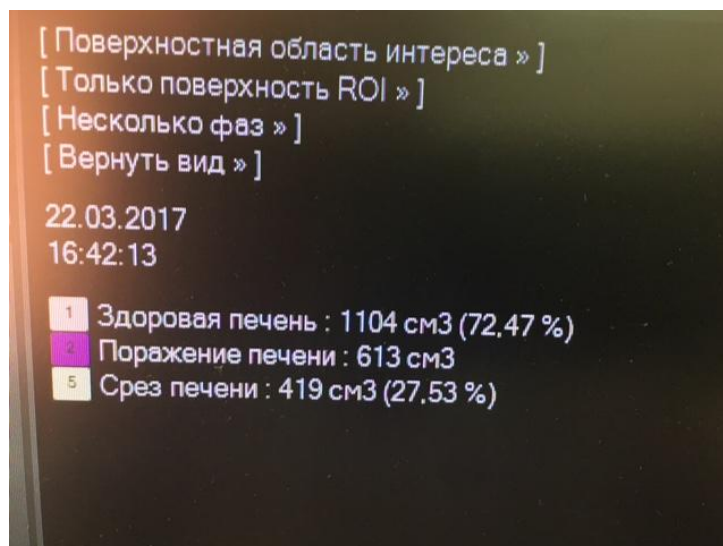 [ Поверхностная область интереса » ]
[ Только поверхность ROI » ]
[ Несколько фаз » ]
[ Вернуть вид » ]
22.03.2017
16:42:13
1 Здоровая печень : 1104 см3 (72,47 %)
2 Поражение печени : 613 см3
5 Срез печени : 419 см3 (27,53 %)